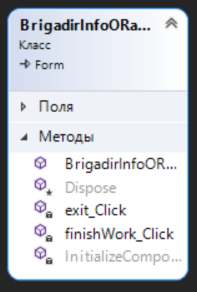 BrigadirInfoORa...
Класс
Form
Поля
Методы
BrigadirInfoOR...
Dispose
exit_Click
finishWork_Click
InitializeCompo...